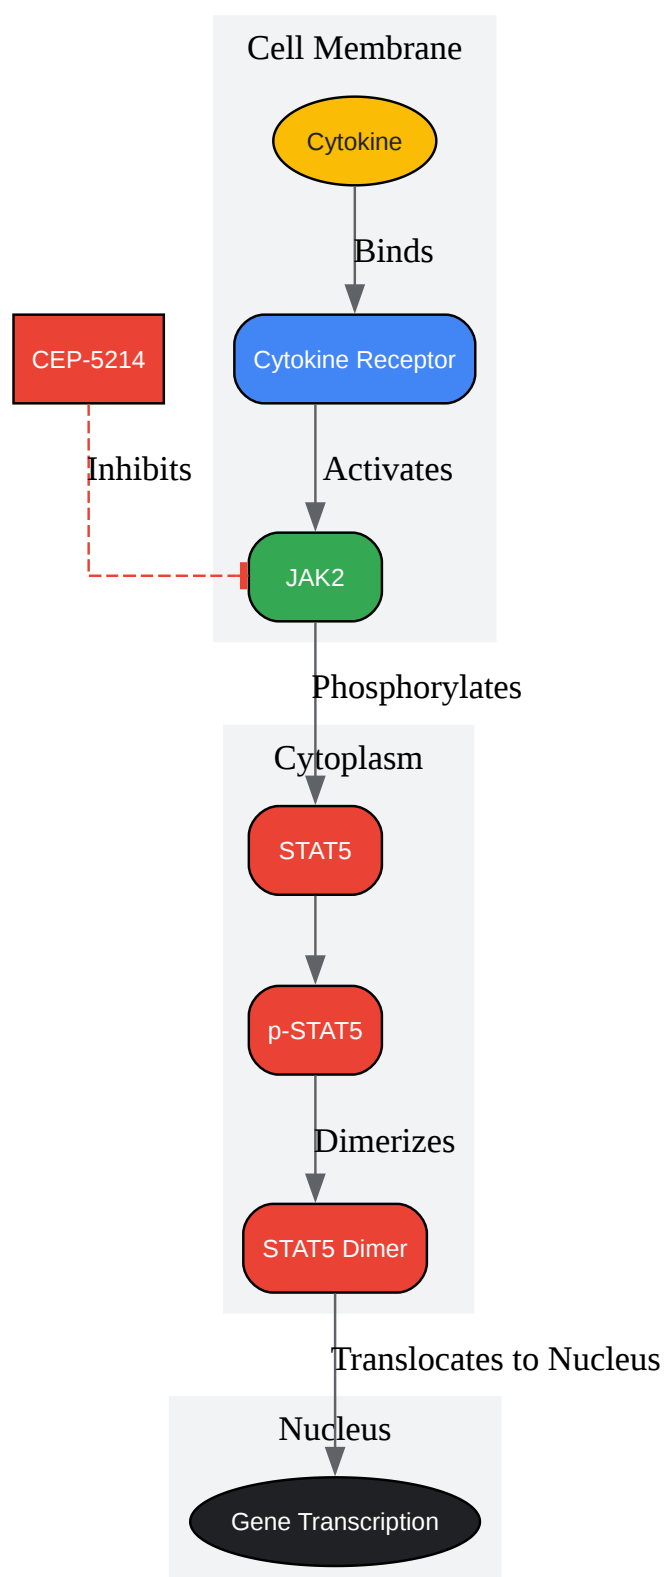 Cell Membrane
Cytokine
Binds
CEP-5214
Cytokine Receptor
Inhibits
Activates
JAK2
Phosphorylates
Cytoplasm
STAT5
p-STAT5
Dimerizes
STAT5 Dimer
Translocates to Nucleus
Nucleus
Gene Transcription